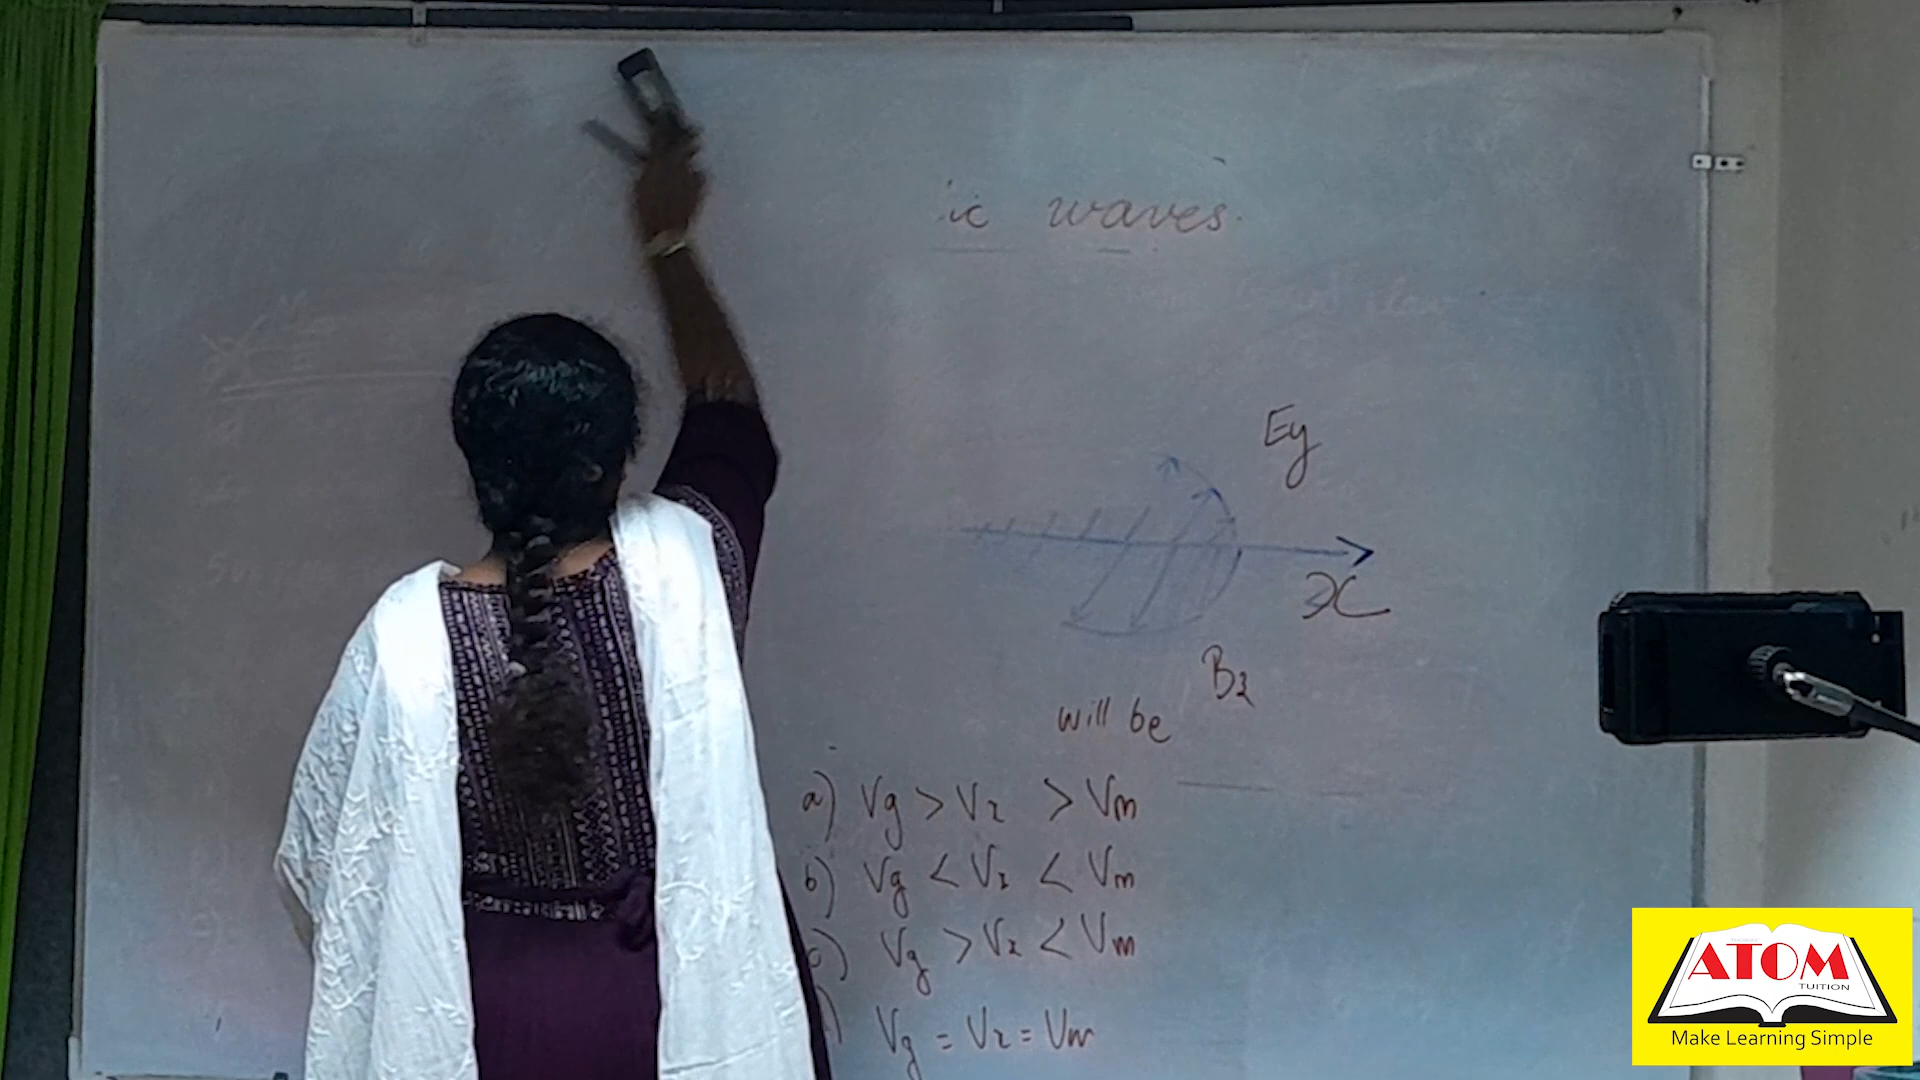 ic waves.
Ey
x
Bz
will be
a) Vg > Vx > Vm
b) Vg < Vx < Vm
c) Vg > Vx < Vm
) Vg = Vx = Vm
ATOM
TUITION
Make Learning Simple